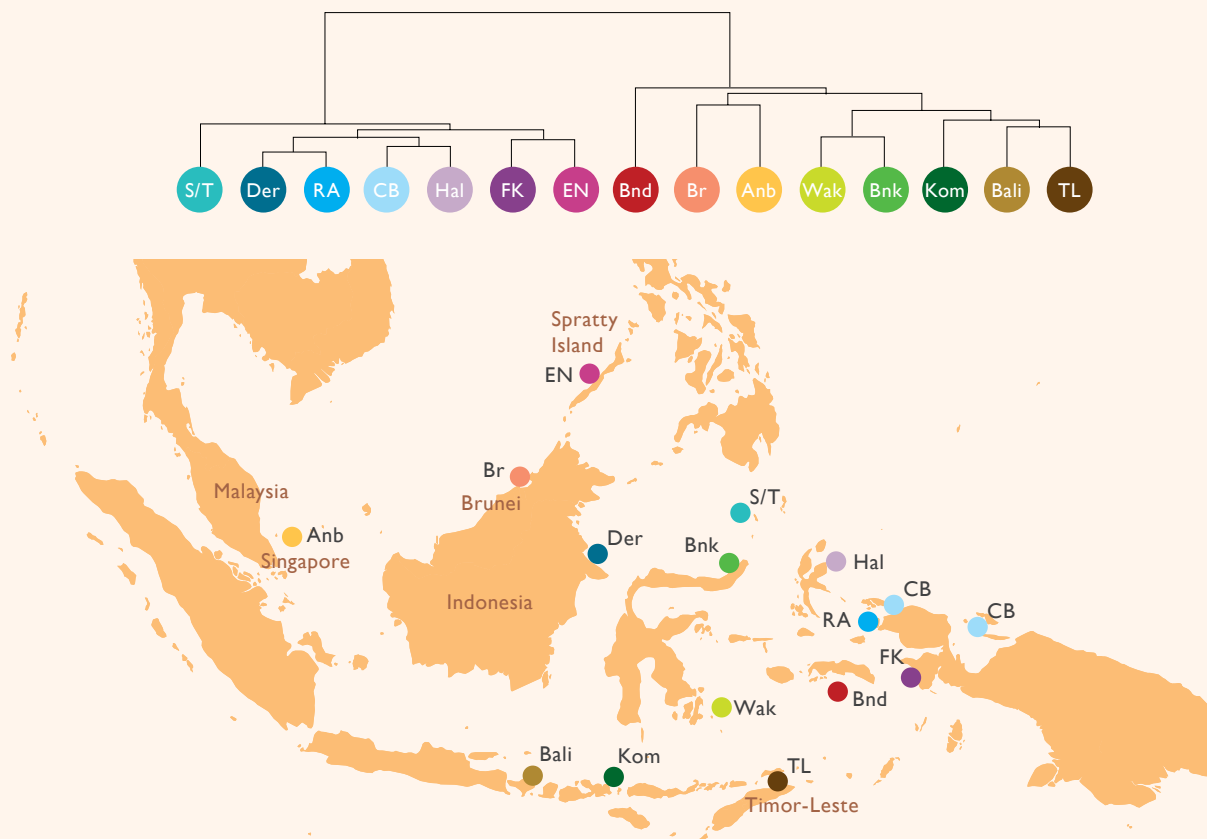 S/T Der RA CB Hal FK EN Bnd Br Anb Wak Bnk Kom Bali TL
Spratty
Island
EN
Br
Brunei
Malaysia
S/T
Anb
Singapore
Der
Bnk
Hal
Indonesia
CB
RA
CB
FK
Bnd
Wak
Bali
Kom
TL
Timor-Leste